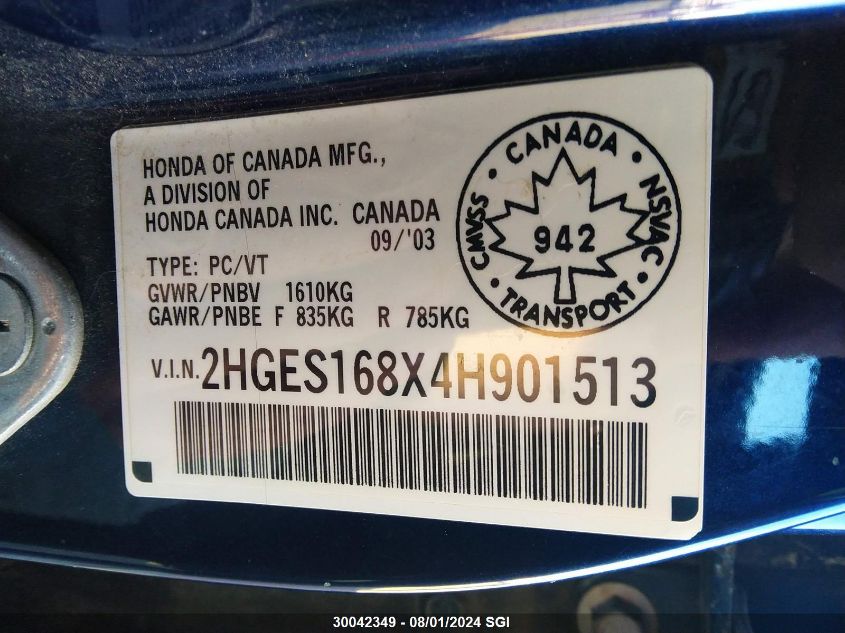 HONDA OF CANADA MFG.,
A DIVISION OF
HONDA CANADA INC. CANADA
09/'03
TYPE: PC/VT
GVWR/PNBV 1610KG
GAWR/PNBE F 835KG R 785KG
V.I.N. 2HGES168X4H901513
• CANADA •
CMVSS
NSVAC
942
• TRANSPORT •
30042349 - 08/01/2024 SGI